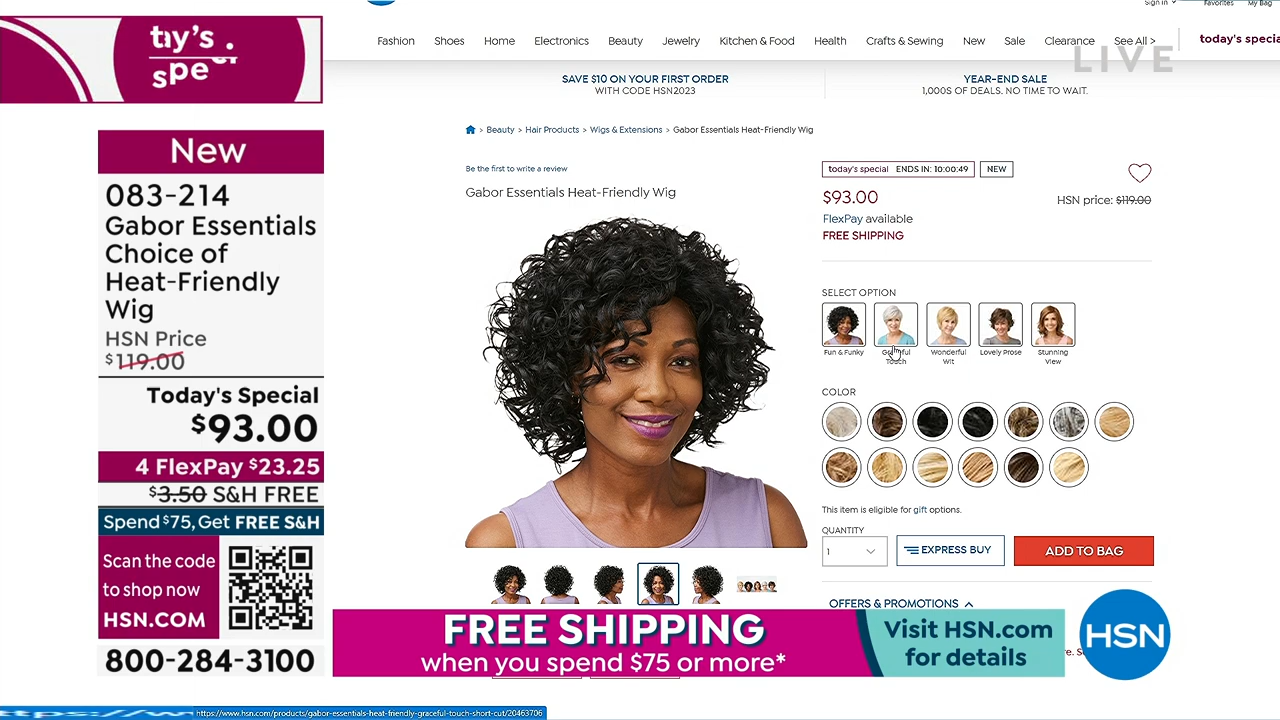 Sign In
Favorites
My Bag
Fashion Shoes Home Electronics Beauty Jewelry Kitchen & Food Health Crafts & Sewing New Sale Clearance See All > today's specia
LIVE
SAVE $10 ON YOUR FIRST ORDER
WITH CODE HSN2023
YEAR-END SALE
1,000S OF DEALS. NO TIME TO WAIT.
> Beauty > Hair Products > Wigs & Extensions > Gabor Essentials Heat-Friendly Wig
Be the first to write a review
Gabor Essentials Heat-Friendly Wig
today's special ENDS IN: 10:00:49
NEW
$93.00
HSN price: $119.00
FlexPay available
FREE SHIPPING
SELECT OPTION
Fun & Funky
Touch
Wonderful
Wit
Lovely Prose
Stunning
View
COLOR
This item is eligible for gift options.
QUANTITY
1
EXPRESS BUY
ADD TO BAG
OFFERS & PROMOTIONS
New
083-214
Gabor Essentials
Choice of
Heat-Friendly
Wig
HSN Price
$119.00
Today's Special
$93.00
4 FlexPay $23.25
$3.50 S&H FREE
Spend $75, Get FREE S&H
Scan the code
to shop now
HSN.COM
800-284-3100
FREE SHIPPING
when you spend $75 or more*
Visit HSN.com
for details
HSN
https://www.hsn.com/products/gabor-essentials-heat-friendly-graceful-touch-short-cut/20463706